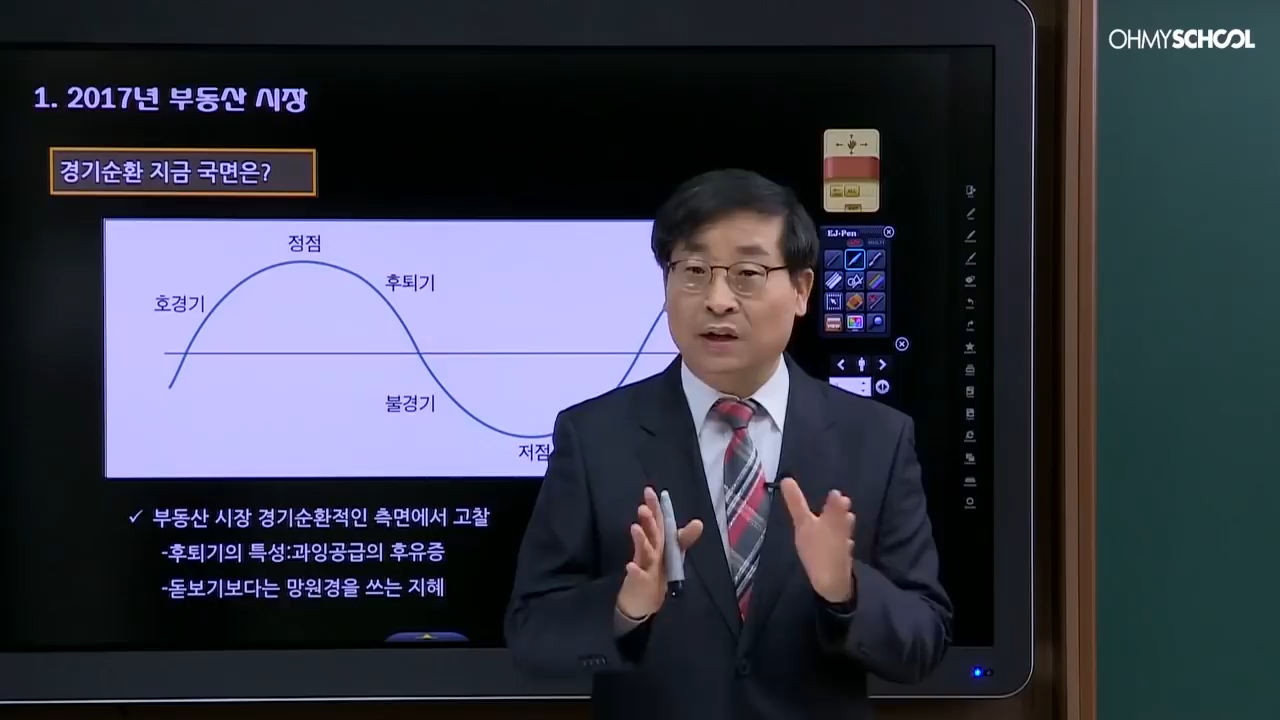 OHMYSCHOOL
1. 2017년 부동산 시장
경기순환 지금 국면은?
정점
후퇴기
호경기
불경기
저점
EJ-Pen
✓ 부동산 시장 경기순환적인 측면에서 고찰
-후퇴기의 특성:과잉공급의 후유증
-돋보기보다는 망원경을 쓰는 지혜